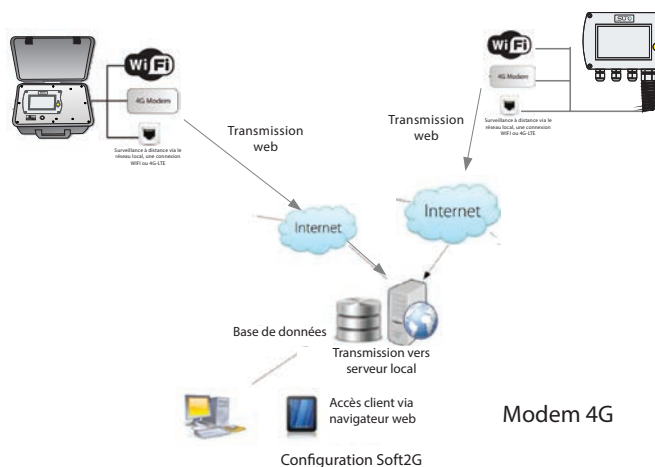 WiFi
4G Modem
Surveillance à distance via le
réseau local, une connexion
WIFI ou 4G-LTE
Transmission
web
Internet
WiFi
4G Modem
Surveillance à distance via le
réseau local, une connexion
WIFI ou 4G-LTE
Transmission
web
Internet
Base de données
Transmission vers
serveur local
Accès client via
navigateur web
Modem 4G
Configuration Soft2G